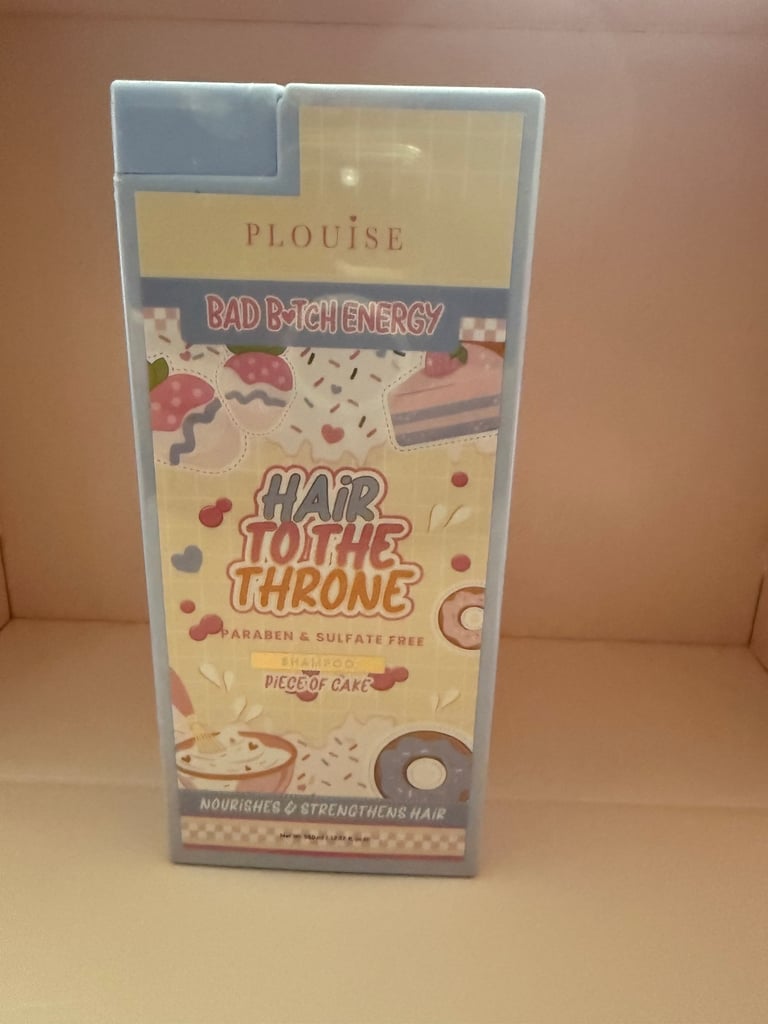 PLOUiSE
BAD B♥TCH ENERGY
HAiR
TO THE
THRONE
PARABEN & SULFATE FREE
SHAMPOO
PiECE OF CAKE
NOURiSHES & STRENGTHENS HAiR